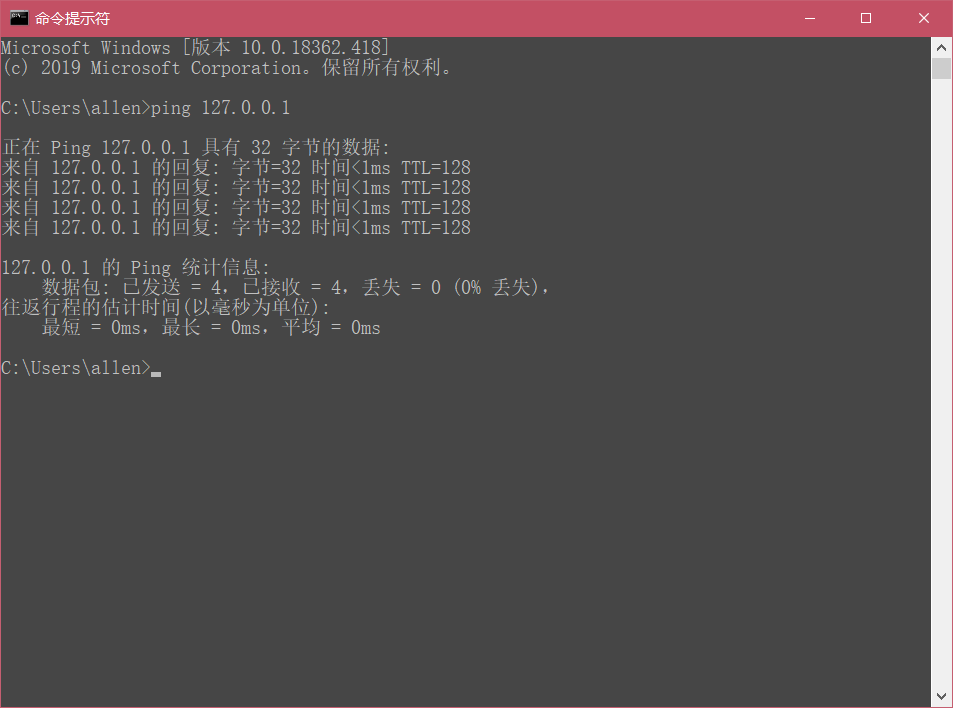 命令提示符
Microsoft Windows [版本 10.0.18362.418]
(c) 2019 Microsoft Corporation。保留所有权利。
C:\Users\allen>ping 127.0.0.1
正在 Ping 127.0.0.1 具有 32 字节的数据:
来自 127.0.0.1 的回复: 字节=32 时间<1ms TTL=128
来自 127.0.0.1 的回复: 字节=32 时间<1ms TTL=128
来自 127.0.0.1 的回复: 字节=32 时间<1ms TTL=128
来自 127.0.0.1 的回复: 字节=32 时间<1ms TTL=128
127.0.0.1 的 Ping 统计信息:
数据包: 已发送 = 4，已接收 = 4，丢失 = 0 (0% 丢失)，
往返行程的估计时间(以毫秒为单位):
最短 = 0ms，最长 = 0ms，平均 = 0ms
C:\Users\allen>